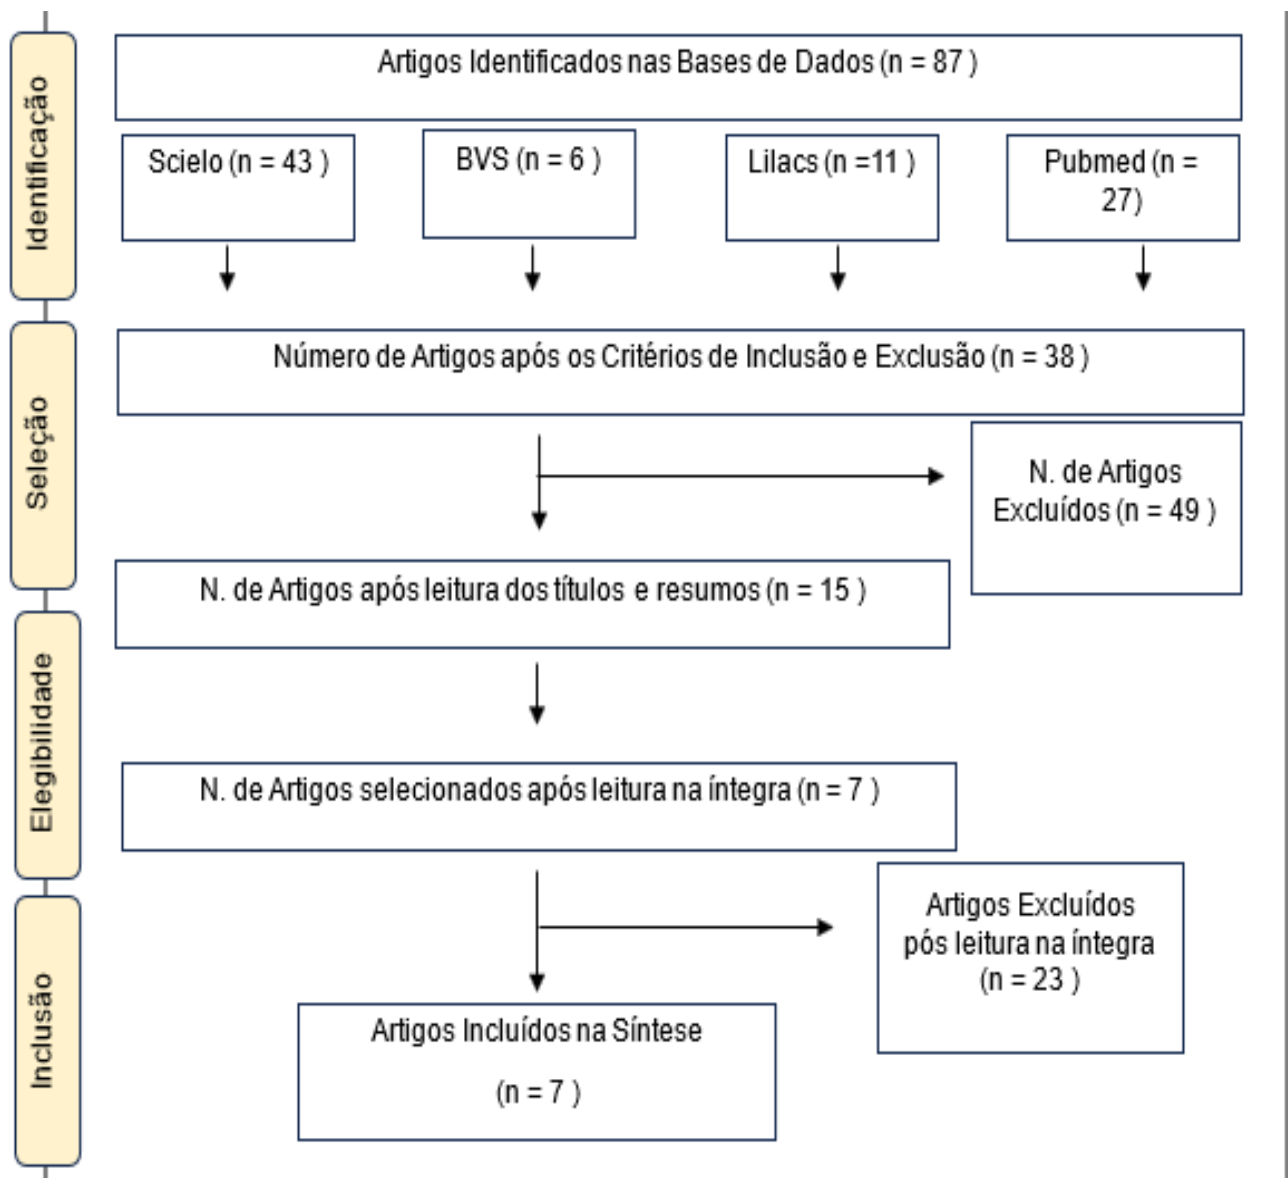 Identificação
Artigos Identificados nas Bases de Dados (n = 87 )
Scielo (n = 43 )
BVS (n = 6 )
Lilacs (n =11 )
Pubmed (n =
27)
Seleção
Número de Artigos após os Critérios de Inclusão e Exclusão (n = 38 )
N. de Artigos
Excluídos (n = 49 )
N. de Artigos após leitura dos títulos e resumos (n = 15 )
Elegibilidade
N. de Artigos selecionados após leitura na íntegra (n = 7 )
Artigos Excluídos
pós leitura na íntegra
(n = 23 )
Inclusão
Artigos Incluídos na Síntese
(n = 7 )